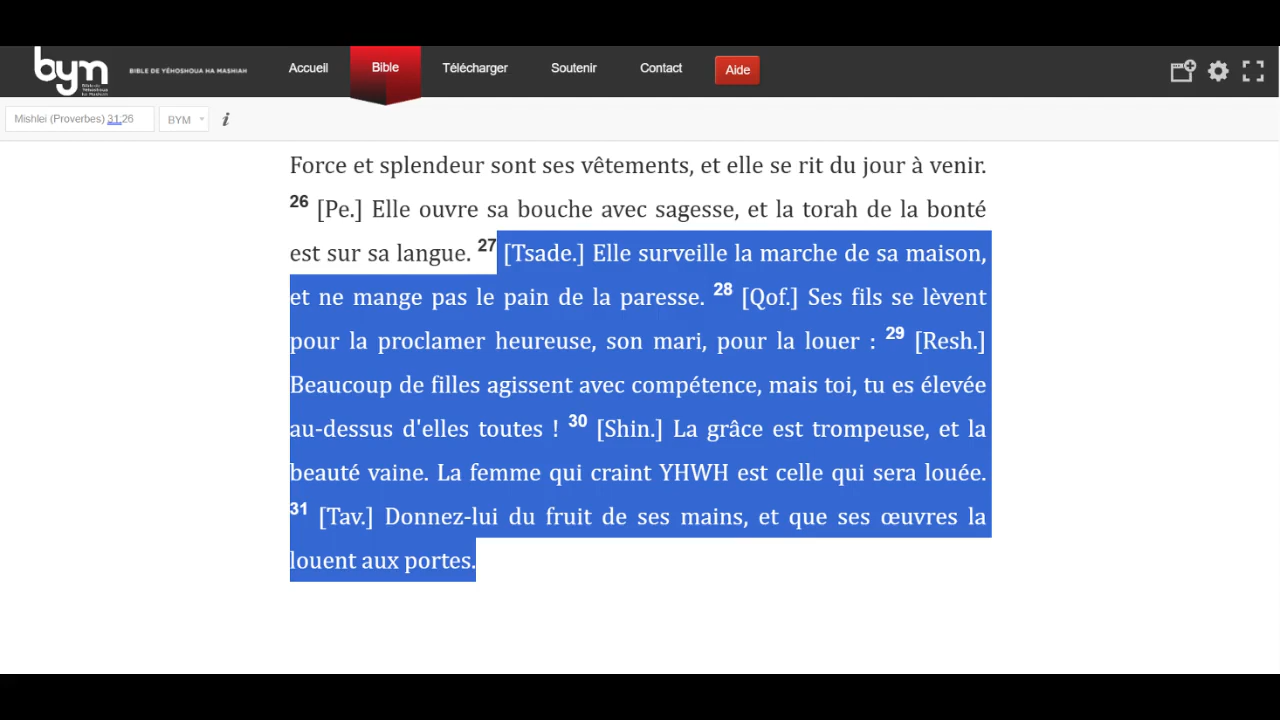 bym
BIBLE DE YÉHOSHOUA HA MASHIAH
Bible de
Yéhoshoua
Ha Mashiah
Accueil
Bible
Télécharger
Soutenir
Contact
Aide
Mishlei (Proverbes) 31,26
BYM
i
Force et splendeur sont ses vêtements, et elle se rit du jour à venir.
26 [Pe.] Elle ouvre sa bouche avec sagesse, et la torah de la bonté
est sur sa langue. 27 [Tsade.] Elle surveille la marche de sa maison,
et ne mange pas le pain de la paresse. 28 [Qof.] Ses fils se lèvent
pour la proclamer heureuse, son mari, pour la louer : 29 [Resh.]
Beaucoup de filles agissent avec compétence, mais toi, tu es élevée
au-dessus d'elles toutes ! 30 [Shin.] La grâce est trompeuse, et la
beauté vaine. La femme qui craint YHWH est celle qui sera louée.
31 [Tav.] Donnez-lui du fruit de ses mains, et que ses œuvres la
louent aux portes.